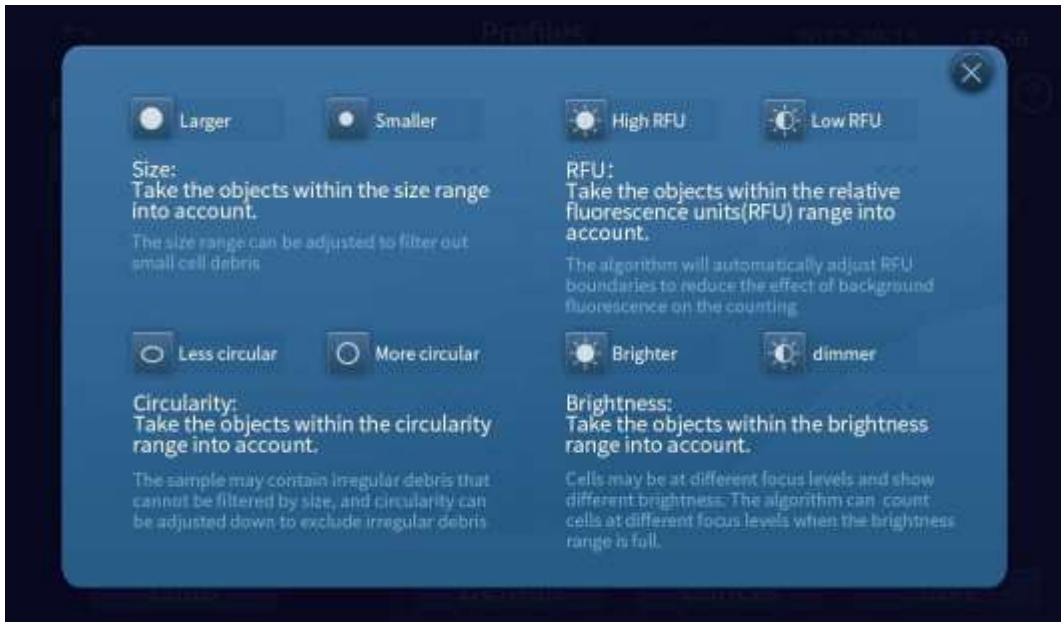 Profiles
Larger
Smaller
High RFU
Low RFU
Size:
Take the objects within the size range
into account.
The size range can be adjusted to filter out
small cell debris
RFU:
Take the objects within the relative
fluorescence units(RFU) range into
account.
The algorithm will automatically adjust RFU
boundaries to reduce the effect of background
fluorescence on the counting
Less circular
More circular
Brighter
dimmer
Circularity:
Take the objects within the circularity
range into account.
The sample may contain irregular debris that
cannot be filtered by size, and circularity can
be adjusted down to exclude irregular debris
Brightness:
Take the objects within the brightness
range into account.
Cells may be at different focus levels and show
different brightness. The algorithm can count
cells at different focus levels when the brightness
range is full.